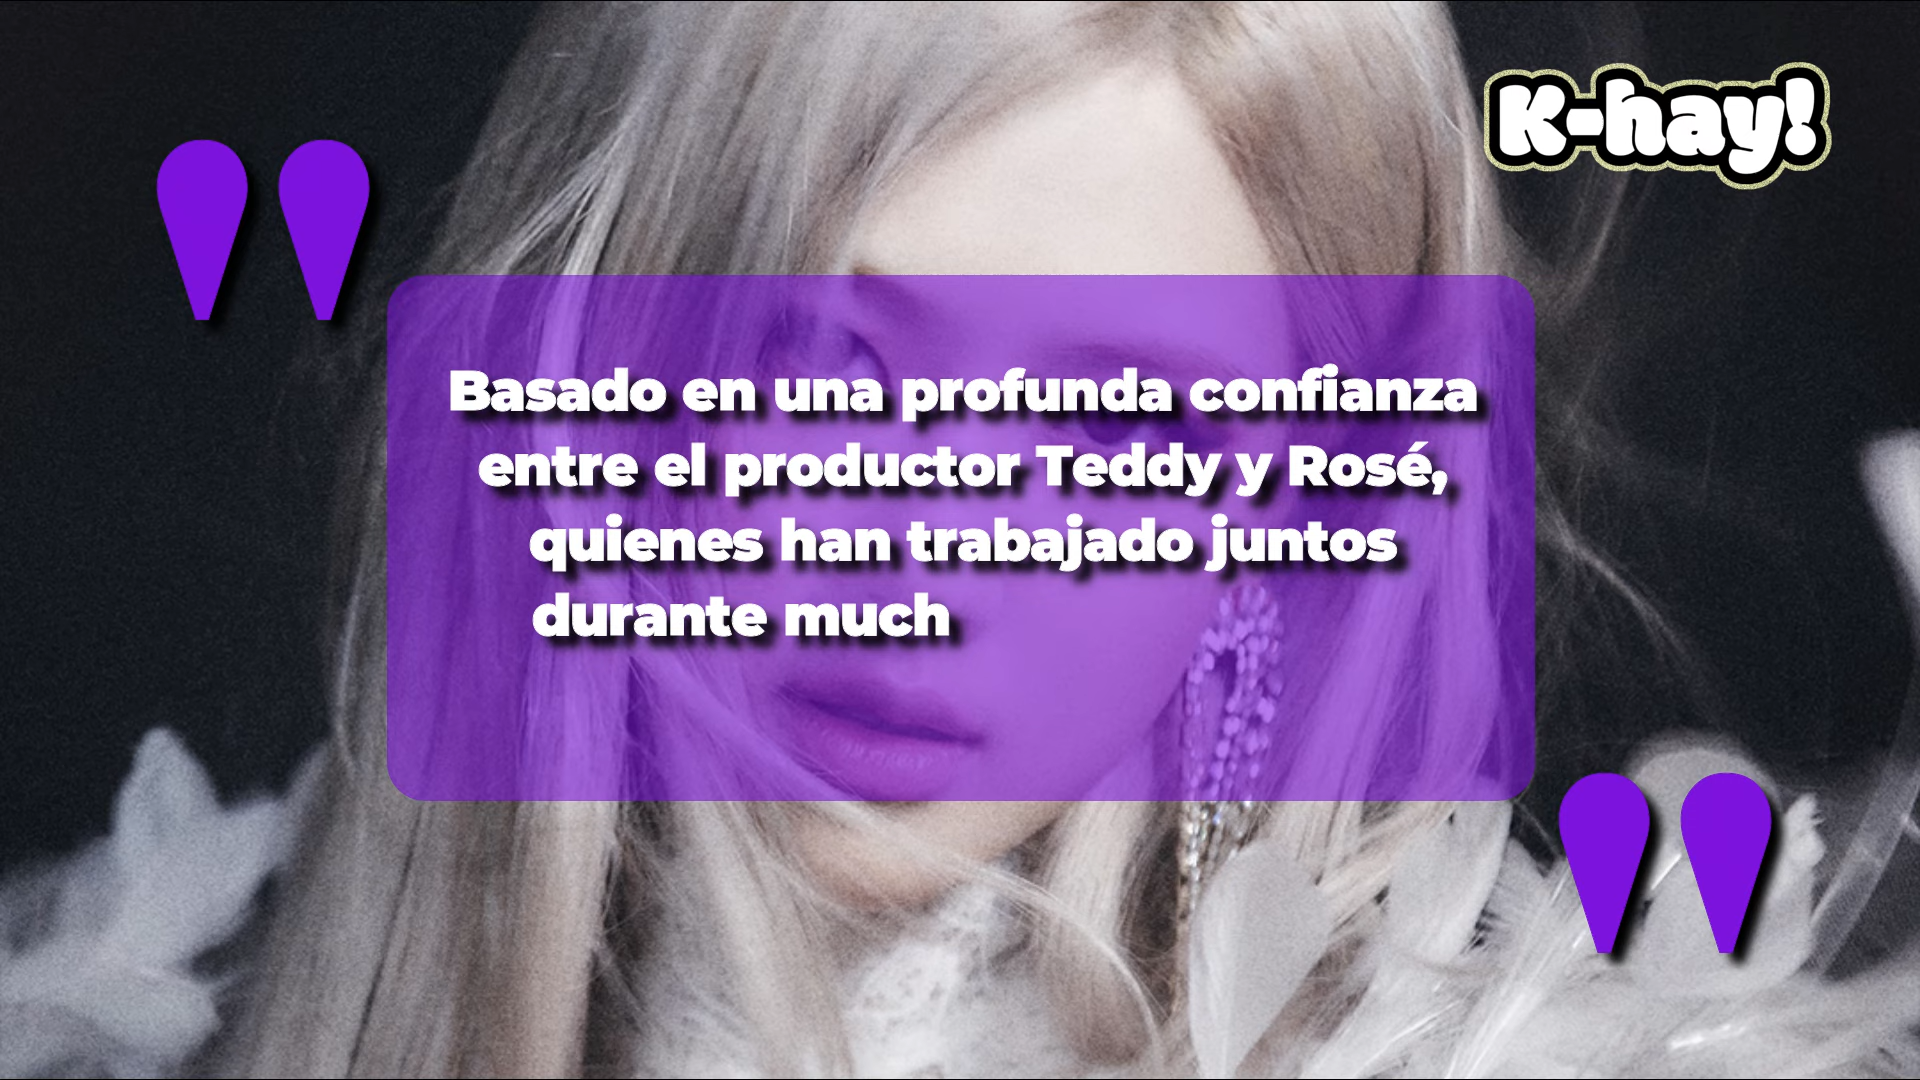 K-hay!
"
Basado en una profunda confianza
entre el productor Teddy y Rosé,
quienes han trabajado juntos
durante much
"